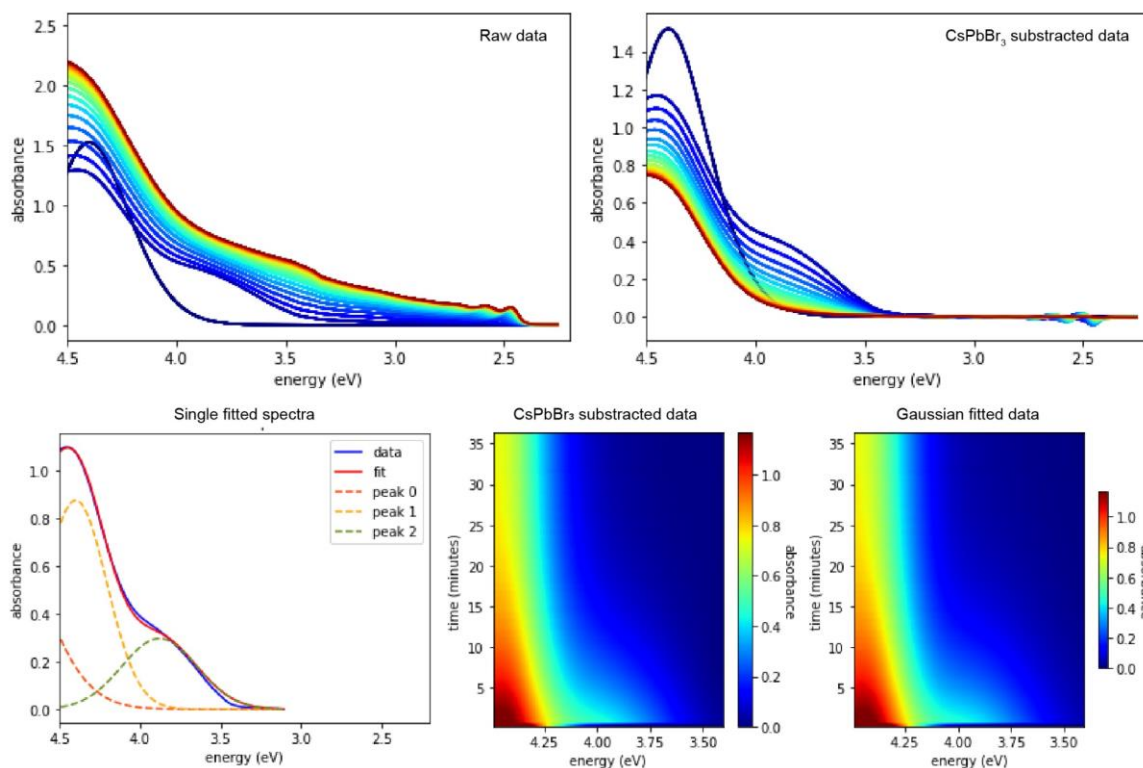 Raw data
absorbance
2.5
2.0
1.5
1.0
0.5
0.0
4.5 4.0 3.5 3.0 2.5
energy (eV)
CsPbBr₃ substracted data
absorbance
1.4
1.2
1.0
0.8
0.6
0.4
0.2
0.0
4.5 4.0 3.5 3.0 2.5
energy (eV)
Single fitted spectra
absorbance
1.0
0.8
0.6
0.4
0.2
0.0
data
fit
peak 0
peak 1
peak 2
4.5 4.0 3.5 3.0 2.5
energy (eV)
CsPbBr₃ substracted data
time (minutes)
35
30
25
20
15
10
5
4.25 4.00 3.75 3.50
energy (eV)
absorbance
1.0
0.8
0.6
0.4
0.2
0.0
Gaussian fitted data
time (minutes)
35
30
25
20
15
10
5
4.25 4.00 3.75 3.50
energy (eV)
absorbance
1.0
0.8
0.6
0.4
0.2
0.0